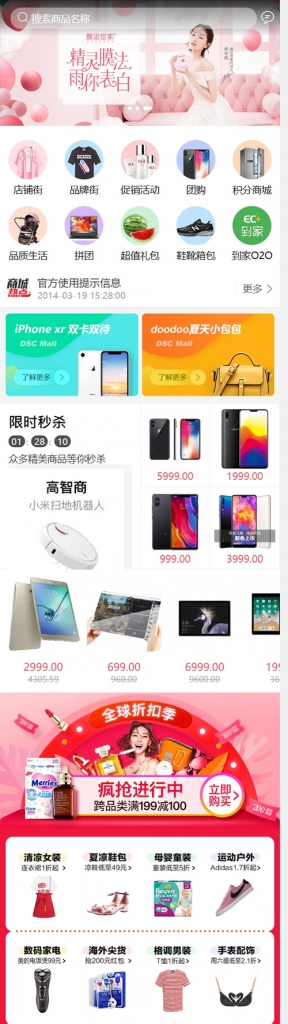 搜索商品名称
膜法世家
精灵膜法
雨你表白
店铺街
品牌街
促销活动
团购
积分商城
EC+
到家
品质生活
拼团
超值礼包
鞋靴箱包
到家O2O
商城
热点
官方使用提示信息
2014-03-19 15:28:00
更多
iPhone xr 双卡双待
DSC Mall
了解更多
doodoo夏天小包包
DSC Mall
了解更多
限时秒杀
01 : 28 : 10
众多精美商品等你秒杀
高智商
小米扫地机器人
5999.00
1999.00
999.00
3999.00
2999.00
4305.59
699.00
960.00
6999.00
9600.00
199
全球折扣季
疯抢进行中
跨品类满199减100
立即
购买
Merries
清凉女装
连衣裙1折起
夏凉鞋包
凉鞋低至49元
母婴童装
童装低至5折
运动户外
Adidas1.7折起
Pampers
数码家电
美的电饭煲99元
海外尖货
抢200元礼包
格调男装
T恤1折起
手表配饰
周六福低至2.1折